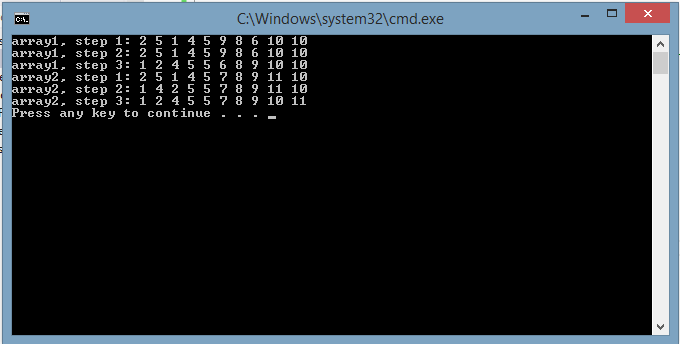 C:\Windows\system32\cmd.exe
array1, step 1: 2 5 1 4 5 9 8 6 10 10
array1, step 2: 2 5 1 4 5 9 8 6 10 10
array1, step 3: 1 2 4 5 5 6 8 9 10 10
array2, step 1: 2 5 1 4 5 7 8 9 11 10
array2, step 2: 1 4 2 5 5 7 8 9 11 10
array2, step 3: 1 2 4 5 5 7 8 9 10 11
Press any key to continue . . .